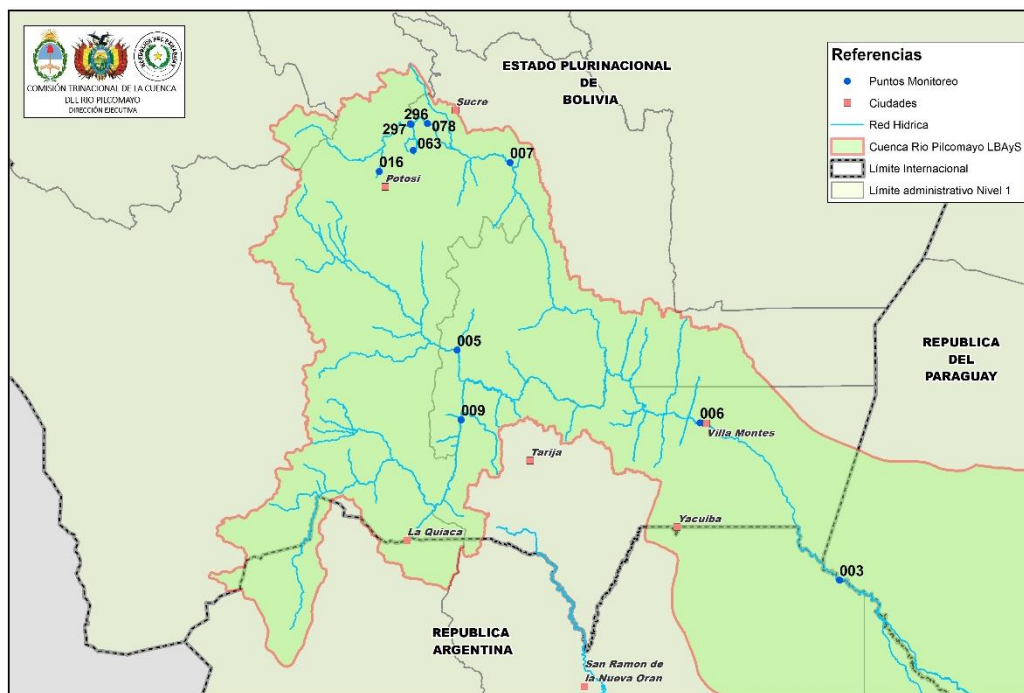 COMISIÓN TRINACIONAL DE LA CUENCA
DEL RIO PILCOMAYO
DIRECCIÓN EJECUTIVA
ESTADO PLURINACIONAL
DE
BOLIVIA
Referencias
Puntos Monitoreo
Ciudades
Red Hidrica
Cuenca Rio Pilcomayo LBAyS
Límite Internacional
Límite administrativo Nivel 1
Sucre
296
297
078
063
007
016
Potosi
005
REPUBLICA
DEL
PARAGUAY
009
006
Villa Montes
Tarija
La Quiaca
Yacuiba
003
REPUBLICA
ARGENTINA
San Ramon de
la Nueva Oran